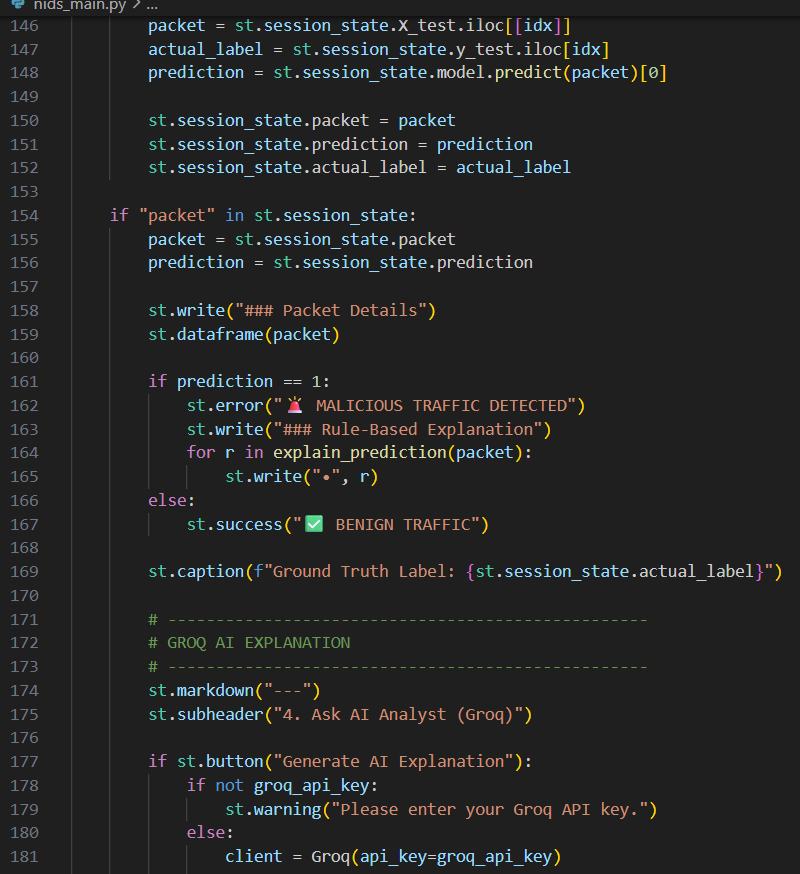 nids_main.py > ...
146 packet = st.session_state.X_test.iloc[[idx]]
147 actual_label = st.session_state.y_test.iloc[idx]
148 prediction = st.session_state.model.predict(packet)[0]
149
150 st.session_state.packet = packet
151 st.session_state.prediction = prediction
152 st.session_state.actual_label = actual_label
153
154 if "packet" in st.session_state:
155 packet = st.session_state.packet
156 prediction = st.session_state.prediction
157
158 st.write("### Packet Details")
159 st.dataframe(packet)
160
161 if prediction == 1:
162 st.error("🚨 MALICIOUS TRAFFIC DETECTED")
163 st.write("### Rule-Based Explanation")
164 for r in explain_prediction(packet):
165 st.write("•", r)
166 else:
167 st.success("✅ BENIGN TRAFFIC")
168
169 st.caption(f"Ground Truth Label: {st.session_state.actual_label}")
170
171 # --------------------------------------------------
172 # GROQ AI EXPLANATION
173 # --------------------------------------------------
174 st.markdown("---")
175 st.subheader("4. Ask AI Analyst (Groq)")
176
177 if st.button("Generate AI Explanation"):
178 if not groq_api_key:
179 st.warning("Please enter your Groq API key.")
180 else:
181 client = Groq(api_key=groq_api_key)